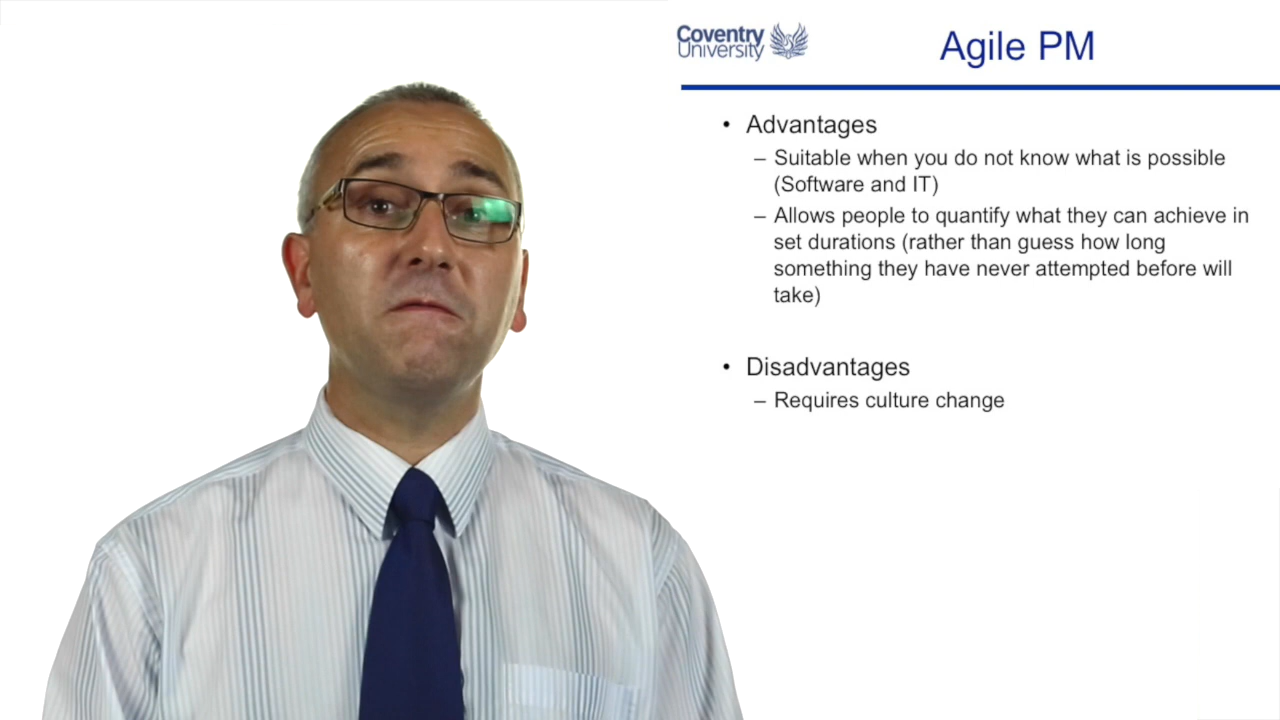 Coventry
University
Agile PM
• Advantages
– Suitable when you do not know what is possible
(Software and IT)
– Allows people to quantify what they can achieve in
set durations (rather than guess how long
something they have never attempted before will
take)
• Disadvantages
– Requires culture change